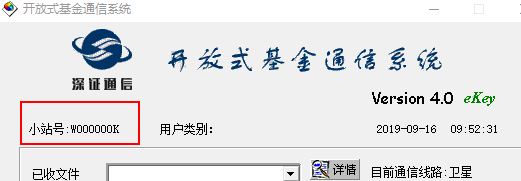 开放式基金通信系统
深证通信
开放式基金通信系统
Version 4.0 eKey
小站号:W000000K 用户类别: 2019-09-16 09:52:31
已收文件 详情 目前通信线路:卫星